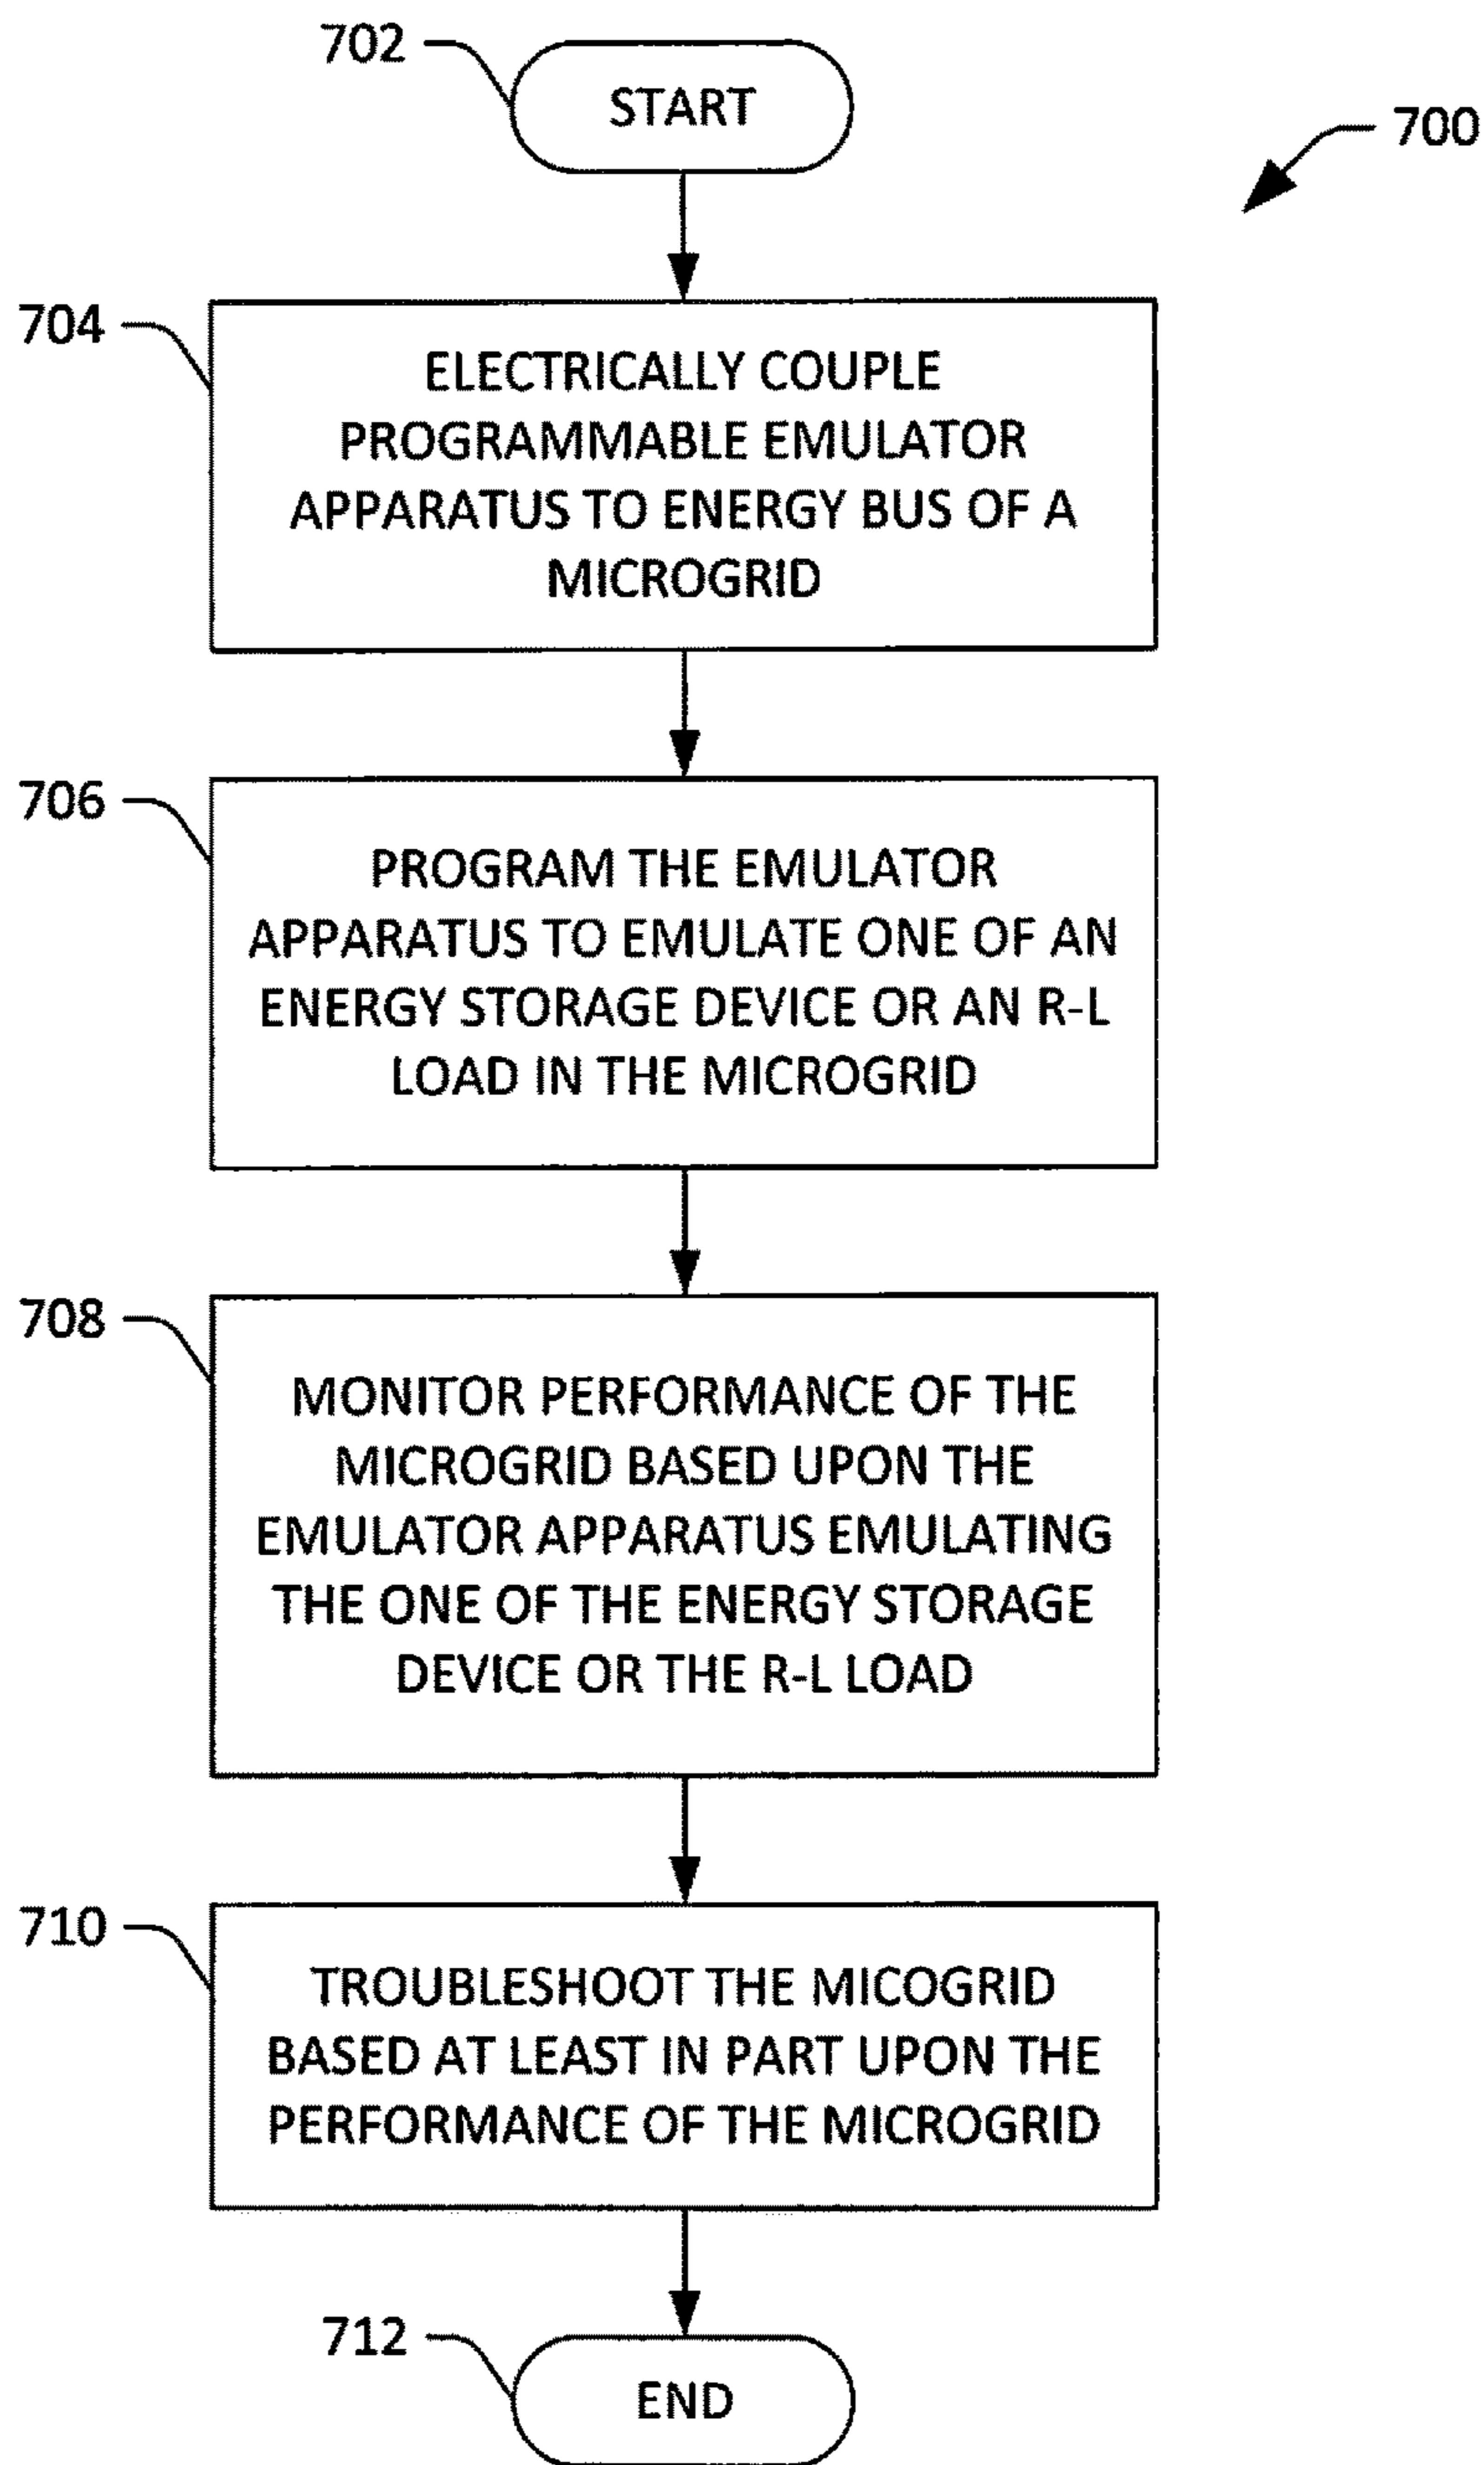 702
START
700
704
ELECTRICALLY COUPLE
PROGRAMMABLE EMULATOR
APPARATUS TO ENERGY BUS OF A
MICROGRID
706
PROGRAM THE EMULATOR
APPARATUS TO EMULATE ONE OF AN
ENERGY STORAGE DEVICE OR AN R-L
LOAD IN THE MICROGRID
708
MONITOR PERFORMANCE OF THE
MICROGRID BASED UPON THE
EMULATOR APPARATUS EMULATING
THE ONE OF THE ENERGY STORAGE
DEVICE OR THE R-L LOAD
710
TROUBLESHOOT THE MICOGRID
BASED AT LEAST IN PART UPON THE
PERFORMANCE OF THE MICROGRID
712
END